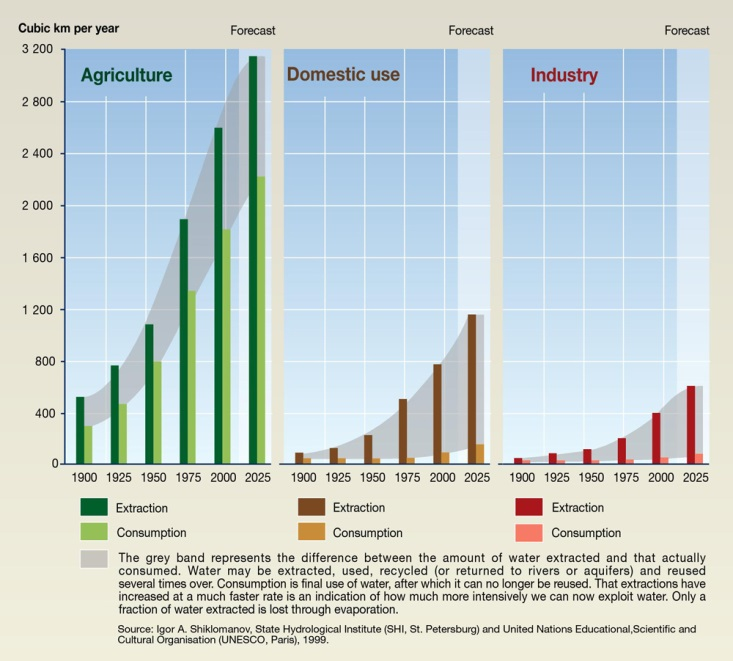 Cubic km per year
Forecast Forecast Forecast
3 200
Agriculture Domestic use Industry
2 800
2 400
2 000
1 600
1 200
800
400
0
1900 1925 1950 1975 2000 2025 1900 1925 1950 1975 2000 2025 1900 1925 1950 1975 2000 2025
Extraction Extraction Extraction
Consumption Consumption Consumption
The grey band represents the difference between the amount of water extracted and that actually
consumed. Water may be extracted, used, recycled (or returned to rivers or aquifers) and reused
several times over. Consumption is final use of water, after which it can no longer be reused. That extractions have
increased at a much faster rate is an indication of how much more intensively we can now exploit water. Only a
fraction of water extracted is lost through evaporation.
Source: Igor A. Shiklomanov, State Hydrological Institute (SHI, St. Petersburg) and United Nations Educational,Scientific and
Cultural Organisation (UNESCO, Paris), 1999.